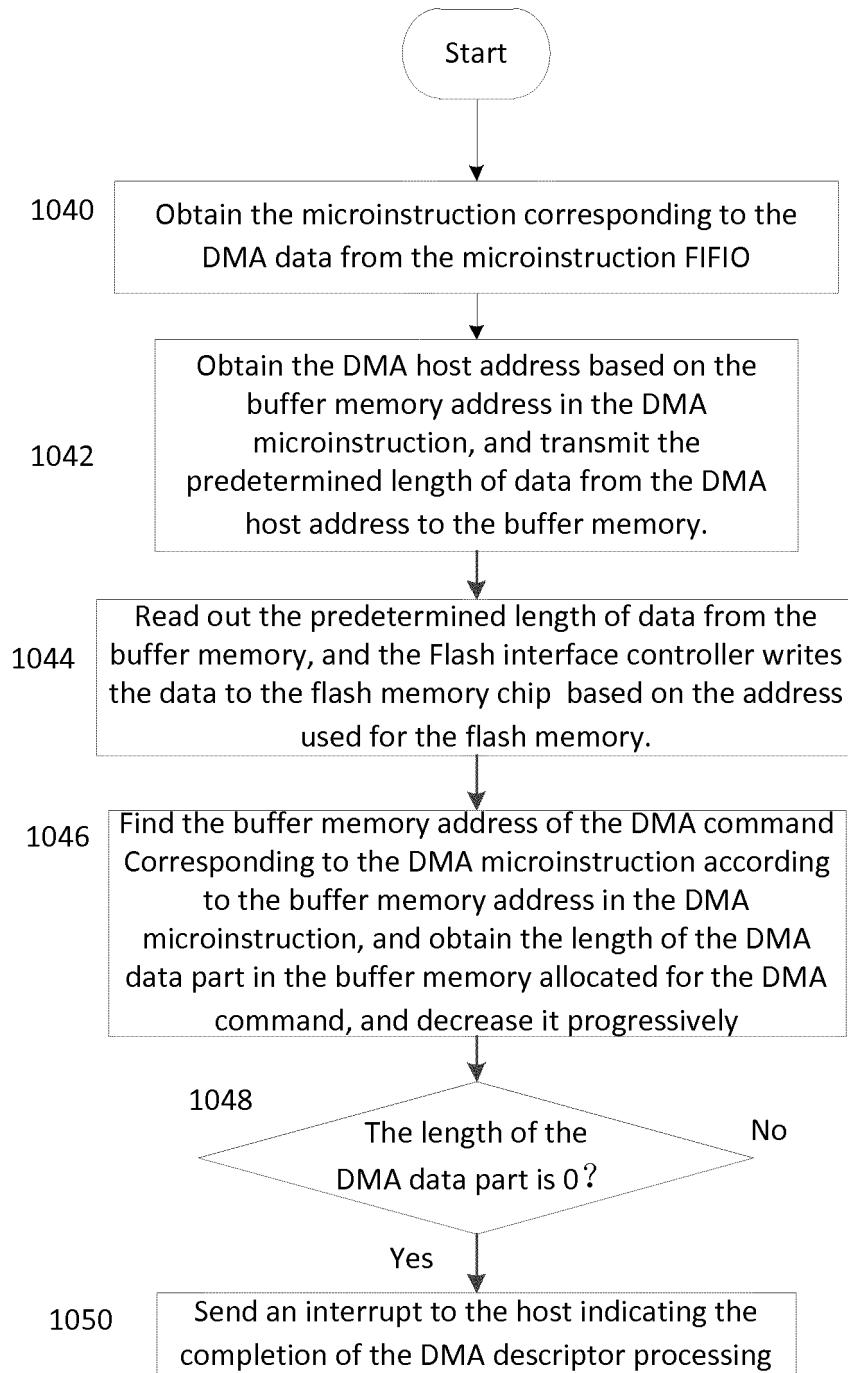 Start
1040
Obtain the microinstruction corresponding to the
DMA data from the microinstruction FIFIO
1042
Obtain the DMA host address based on the
buffer memory address in the DMA
microinstruction, and transmit the
predetermined length of data from the DMA
host address to the buffer memory.
1044
Read out the predetermined length of data from the
buffer memory, and the Flash interface controller writes
the data to the flash memory chip based on the address
used for the flash memory.
1046
Find the buffer memory address of the DMA command
Corresponding to the DMA microinstruction according
to the buffer memory address in the DMA
microinstruction, and obtain the length of the DMA
data part in the buffer memory allocated for the DMA
command, and decrease it progressively
1048
The length of the
DMA data part is 0？
No
Yes
1050
Send an interrupt to the host indicating the
completion of the DMA descriptor processing